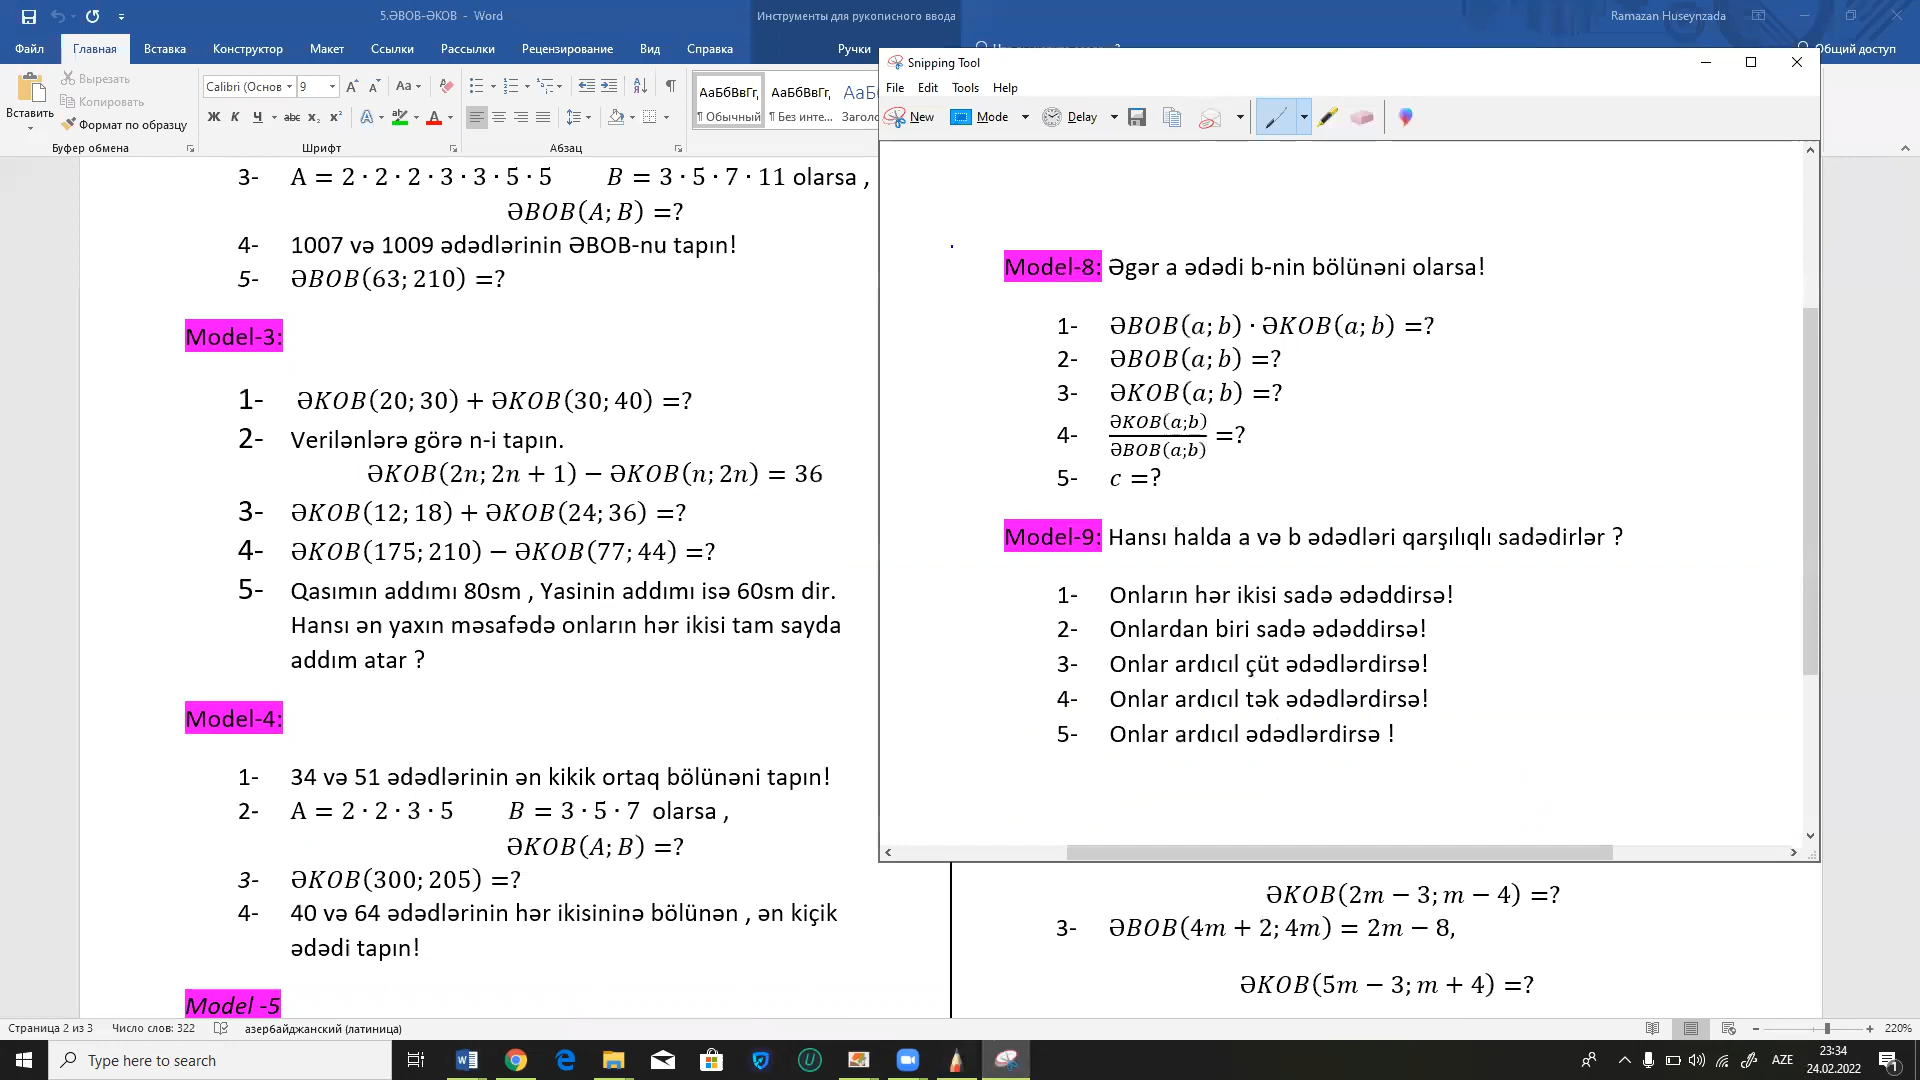 5.ƏBOB-ƏKOB - Word
Инструменты для рукописного ввода
Ramazan Huseynzada
Файл Главная Вставка Конструктор Макет Ссылки Рассылки Рецензирование Вид Справка Ручки
Общий доступ
Вставить
Вырезать
Копировать
Формат по образцу
Буфер обмена
Calibri (Основ 9
Шрифт
Абзац
АаБбВвГг,
¶ Обычный
АаБбВвГг,
¶ Без инте...
АаБбВ
Заголо
Snipping Tool
File Edit Tools Help
New Mode Delay
3- A = 2 · 2 · 2 · 3 · 3 · 5 · 5 B = 3 · 5 · 7 · 11 olarsa ,
ƏBOB(A; B) =?
4- 1007 və 1009 ədədlərinin ƏBOB-nu tapın!
5- ƏBOB(63; 210) =?
Model-3:
1- ƏKOB(20; 30) + ƏKOB(30; 40) =?
2- Verilənlərə görə n-i tapın.
ƏKOB(2n; 2n + 1) − ƏKOB(n; 2n) = 36
3- ƏKOB(12; 18) + ƏKOB(24; 36) =?
4- ƏKOB(175; 210) − ƏKOB(77; 44) =?
5- Qasımın addımı 80sm , Yasinin addımı isə 60sm dir.
Hansı ən yaxın məsafədə onların hər ikisi tam sayda
addım atar ?
Model-4:
1- 34 və 51 ədədlərinin ən kikik ortaq bölünəni tapın!
2- A = 2 · 2 · 3 · 5 B = 3 · 5 · 7 olarsa ,
ƏKOB(A; B) =?
3- ƏKOB(300; 205) =?
4- 40 və 64 ədədlərinin hər ikisininə bölünən , ən kiçik
ədədi tapın!
Model -5
Model-8: Əgər a ədədi b-nin bölünəni olarsa!
1- ƏBOB(a; b) · ƏKOB(a; b) =?
2- ƏBOB(a; b) =?
3- ƏKOB(a; b) =?
4- ƏKOB(a;b)/ƏBOB(a;b) =?
5- c =?
Model-9: Hansı halda a və b ədədləri qarşılıqlı sadədirlər ?
1- Onların hər ikisi sadə ədəddirsə!
2- Onlardan biri sadə ədəddirsə!
3- Onlar ardıcıl çüt ədədlərdirsə!
4- Onlar ardıcıl tək ədədlərdirsə!
5- Onlar ardıcıl ədədlərdirsə !
ƏKOB(2m − 3; m − 4) =?
3- ƏBOB(4m + 2; 4m) = 2m − 8,
ƏKOB(5m − 3; m + 4) =?
Страница 2 из 3 Число слов: 322 азербайджанский (латиница)
220%
Type here to search
AZE
23:34
24.02.2022
1